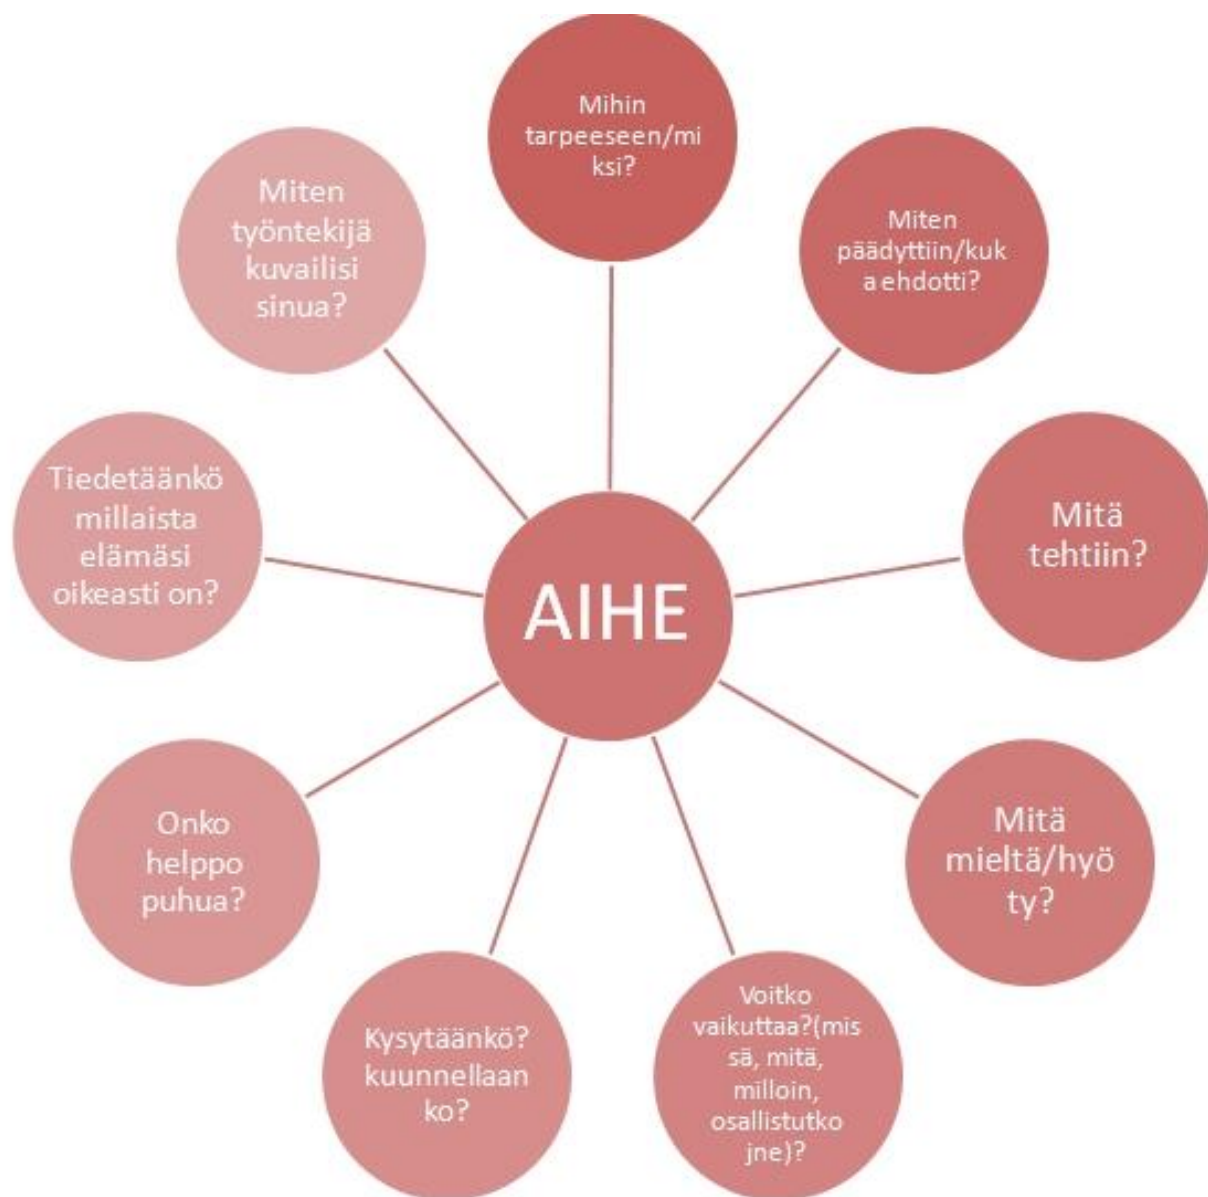 Mihin
tarpeeseen/mi
ksi?
Miten
päädyttiin/kuk
a ehdotti?
Mitä
tehtiin?
Mitä
mieltä/hyö
ty?
Voitko
vaikuttaa?(mis
sä, mitä,
milloin,
osallistutko
jne)?
Kysytäänkö?
kuunnellaan
ko?
Onko
helppo
puhua?
Tiedetäänkö
millaista
elämäsi
oikeasti on?
Miten
työntekijä
kuvailisi
sinua?
AIHE